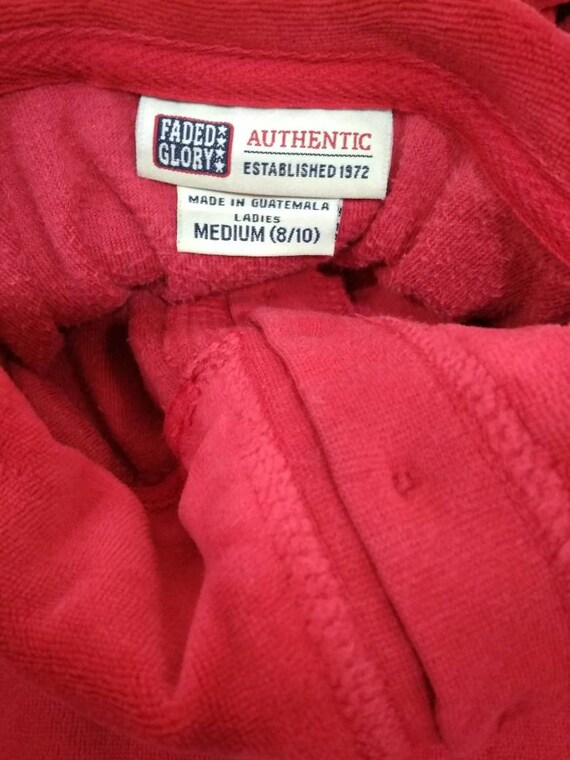 FADED
GLORY
AUTHENTIC
ESTABLISHED 1972
MADE IN GUATEMALA
LADIES
MEDIUM (8/10)